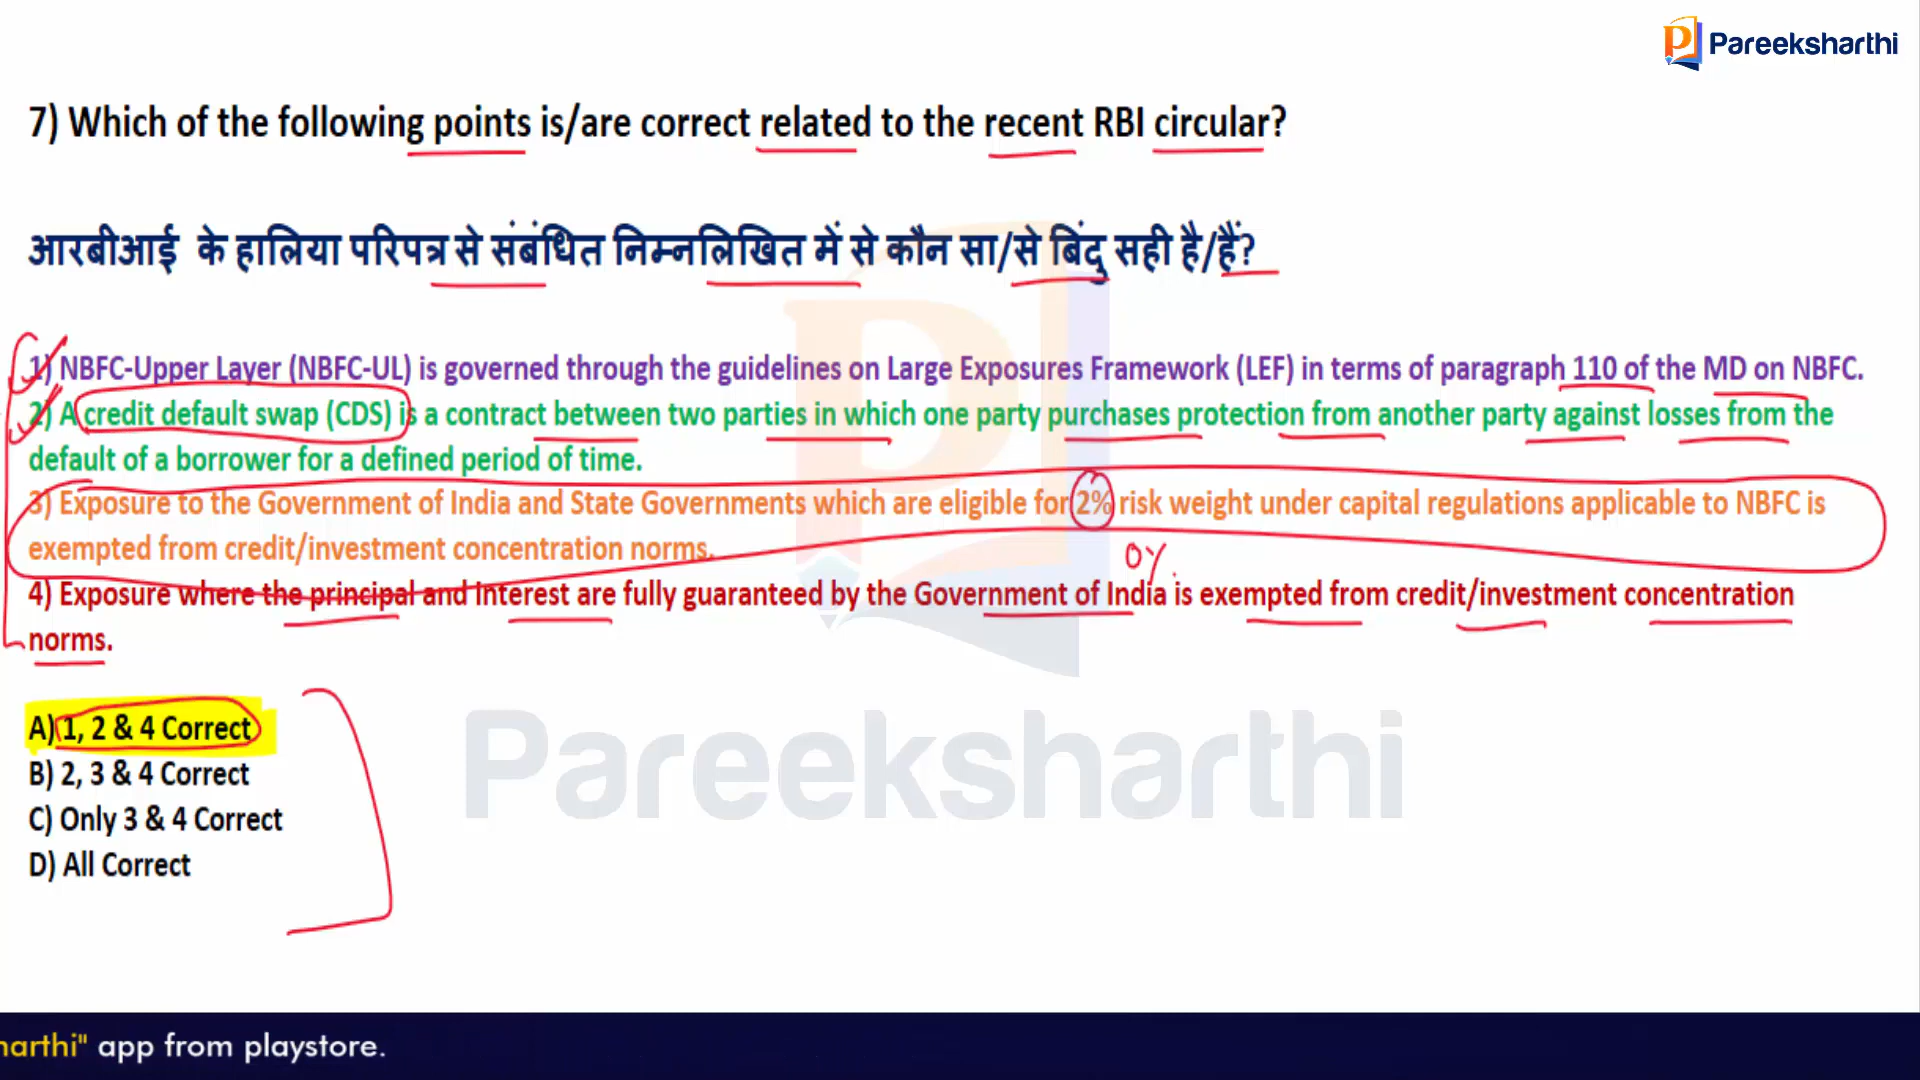 Pareeksharthi
7) Which of the following points is/are correct related to the recent RBI circular?
आरबीआई के हालिया परिपत्र से संबंधित निम्नलिखित में से कौन सा/से बिंदु सही है/हैं?
1) NBFC-Upper Layer (NBFC-UL) is governed through the guidelines on Large Exposures Framework (LEF) in terms of paragraph 110 of the MD on NBFC.
2) A credit default swap (CDS) is a contract between two parties in which one party purchases protection from another party against losses from the
default of a borrower for a defined period of time.
3) Exposure to the Government of India and State Governments which are eligible for 2% risk weight under capital regulations applicable to NBFC is
exempted from credit/investment concentration norms.
0%
4) Exposure where the principal and Interest are fully guaranteed by the Government of India is exempted from credit/investment concentration
norms.
A) 1, 2 & 4 Correct
B) 2, 3 & 4 Correct
C) Only 3 & 4 Correct
D) All Correct
Pareeksharthi
harthi" app from playstore.